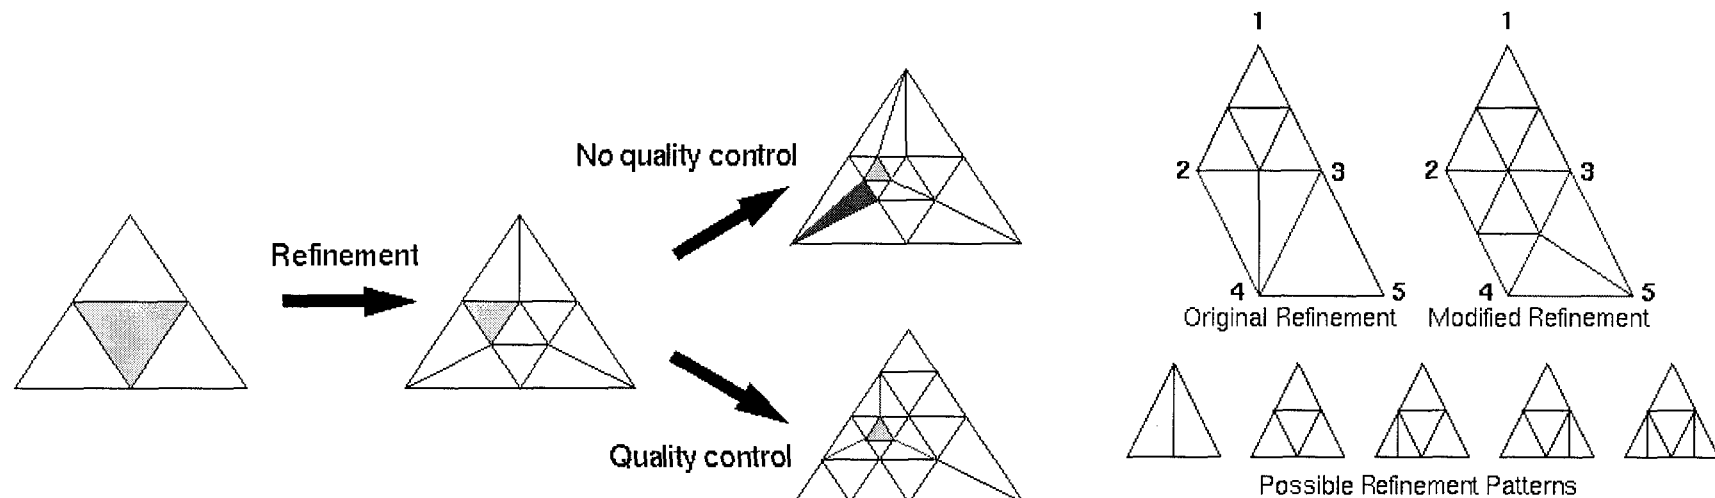 Refinement
No quality control
Quality control
1
2
3
4
5
Original Refinement
1
2
3
4
5
Modified Refinement
Possible Refinement Patterns